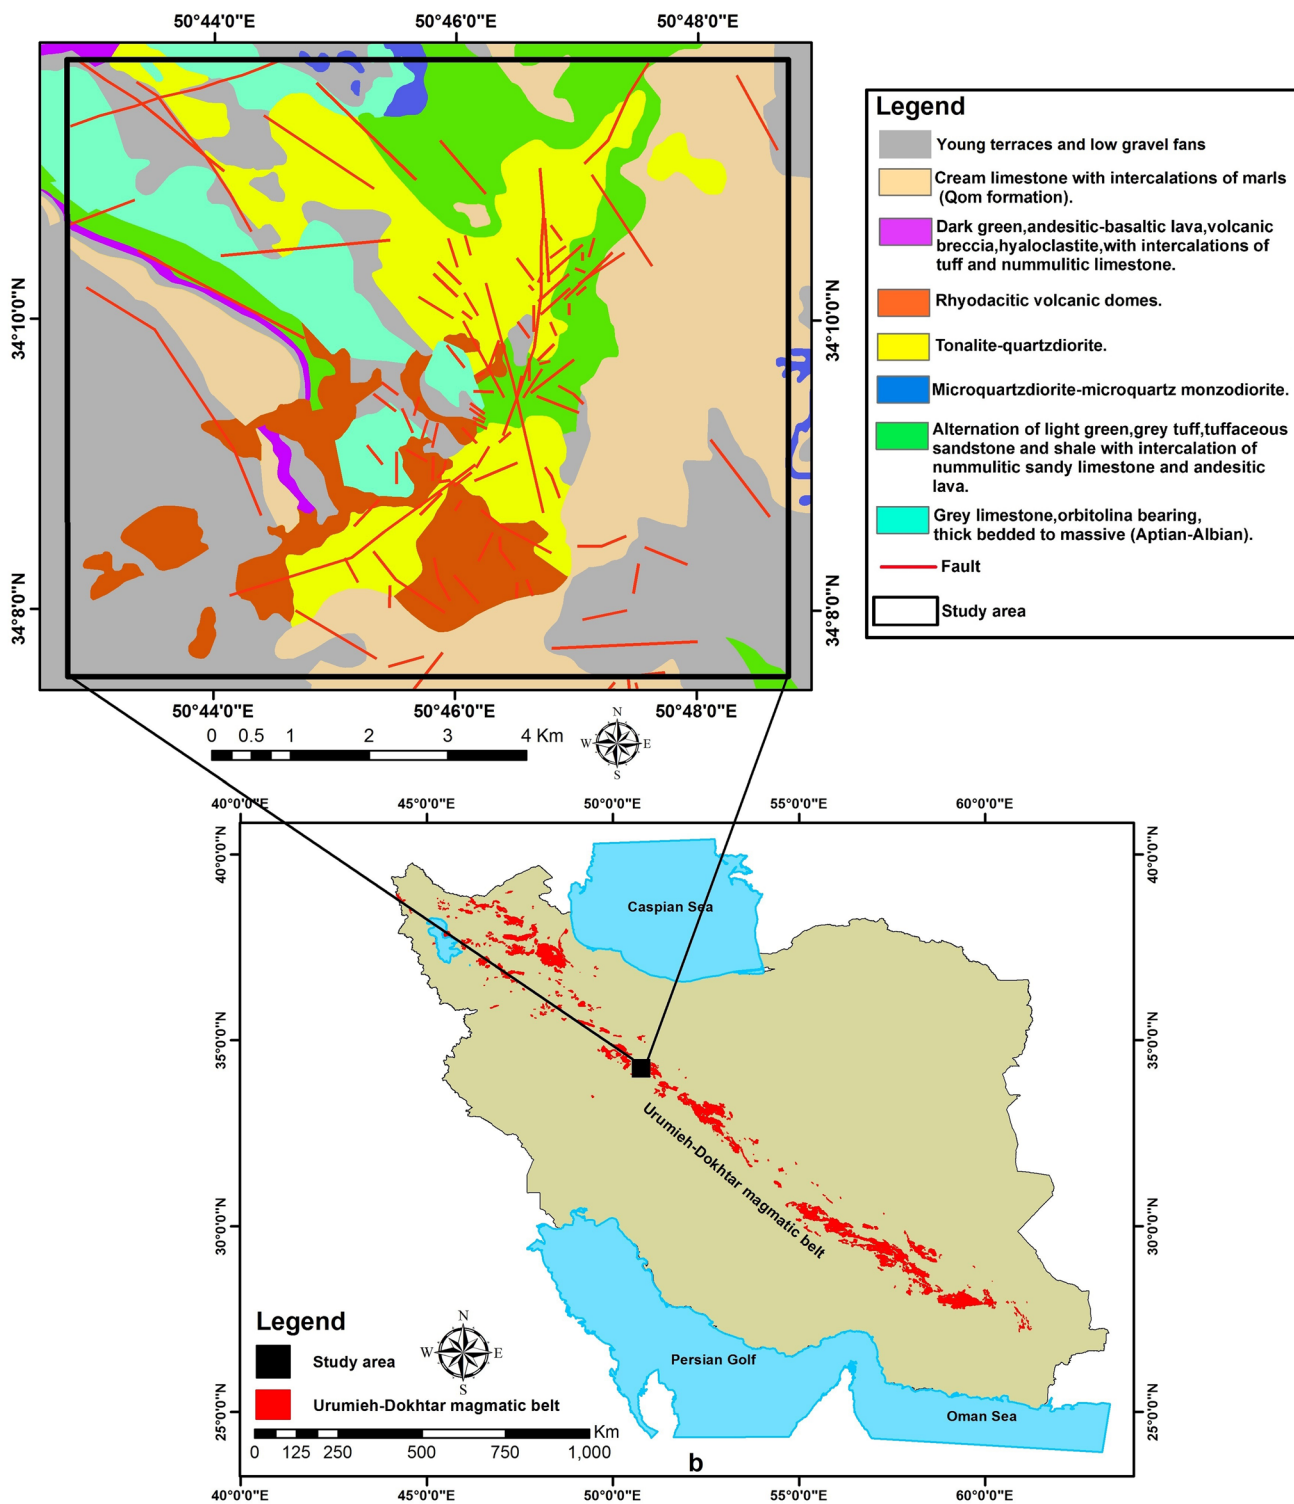 50°44'0"E 50°46'0"E 50°48'0"E
34°10'0"N
34°8'0"N
34°10'0"N
34°8'0"N
50°44'0"E 50°46'0"E 50°48'0"E
0 0.5 1 2 3 4 Km
N
W E
S
Legend
Young terraces and low gravel fans
Cream limestone with intercalations of marls
(Qom formation).
Dark green,andesitic-basaltic lava,volcanic
breccia,hyaloclastite,with intercalations of
tuff and nummulitic limestone.
Rhyodacitic volcanic domes.
Tonalite-quartzdiorite.
Microquartzdiorite-microquartz monzodiorite.
Alternation of light green,grey tuff,tuffaceous
sandstone and shale with intercalation of
nummulitic sandy limestone and andesitic
lava.
Grey limestone,orbitolina bearing,
thick bedded to massive (Aptian-Albian).
Fault
Study area
40°0'0"E 45°0'0"E 50°0'0"E 55°0'0"E 60°0'0"E
40°0'0"N
35°0'0"N
30°0'0"N
25°0'0"N
40°0'0"N
35°0'0"N
30°0'0"N
25°0'0"N
Caspian Sea
Urumieh-Dokhtar magmatic belt
Persian Golf
Oman Sea
Legend
Study area
Urumieh-Dokhtar magmatic belt
N
W E
S
Km
0 125 250 500 750 1,000
b
40°0'0"E 45°0'0"E 50°0'0"E 55°0'0"E 60°0'0"E